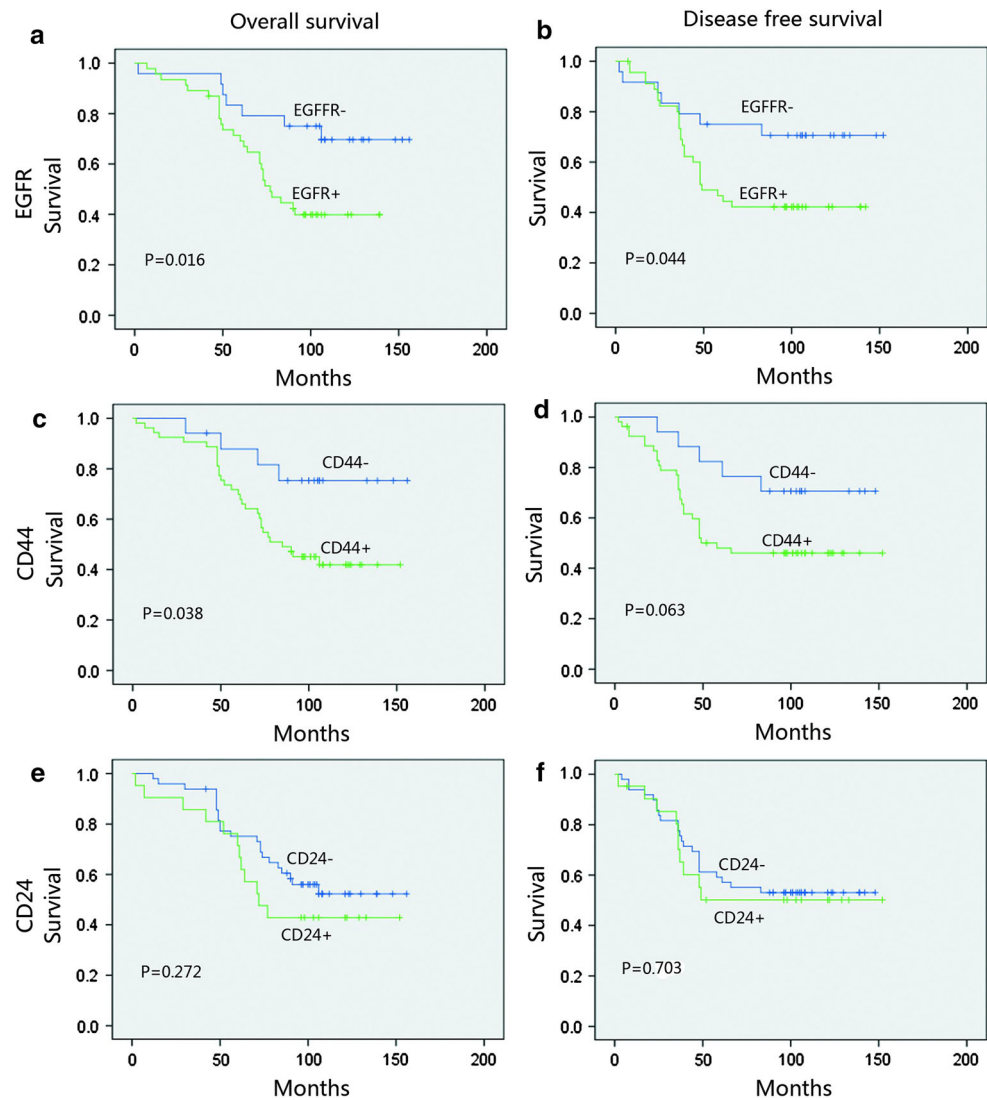 Overall survival
Disease free survival
a
EGFR
Survival
1.0
0.8
0.6
0.4
0.2
0.0
EGFFR-
EGFR+
P=0.016
0 50 100 150 200
Months
b
1.0
0.8
0.6
0.4
0.2
0.0
Survival
EGFFR-
EGFR+
P=0.044
0 50 100 150 200
Months
c
CD44
Survival
1.0
0.8
0.6
0.4
0.2
0.0
CD44-
CD44+
P=0.038
0 50 100 150 200
Months
d
Survival
1.0
0.8
0.6
0.4
0.2
0.0
CD44-
CD44+
P=0.063
0 50 100 150 200
Months
e
CD24
Survival
1.0
0.8
0.6
0.4
0.2
0.0
CD24-
CD24+
P=0.272
0 50 100 150 200
Months
f
Survival
1.0
0.8
0.6
0.4
0.2
0.0
CD24-
CD24+
P=0.703
0 50 100 150 200
Months